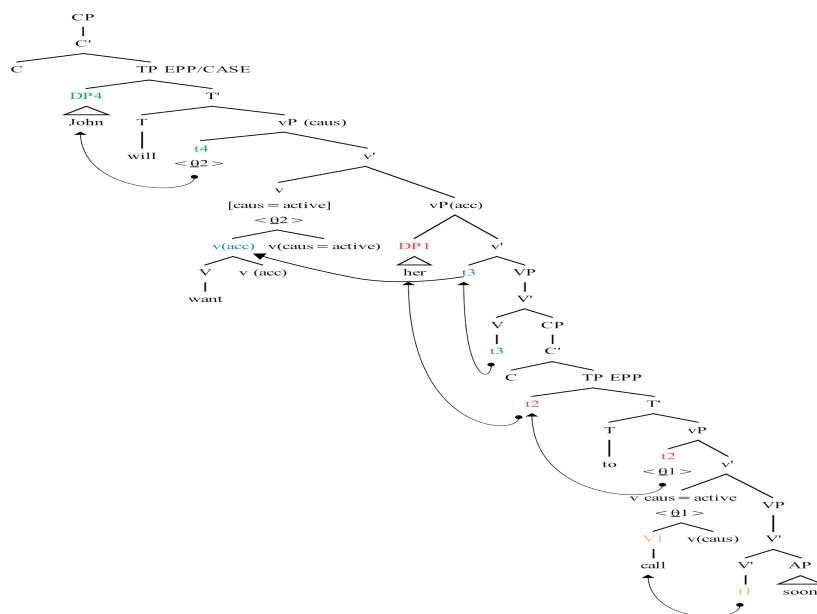 CP
C'
C TP EPP/CASE
DP4 T'
John T vP (caus)
will t4 v'
<θ2>
v vP(acc)
[caus = active]
<θ2>
v(acc) v(caus = active) DP1 v'
V v (acc) her t3 VP
want V'
V CP
t3 C'
C TP EPP
t2 T'
T vP
to t2 v'
<θ1>
v caus = active VP
<θ1>
V1 v(caus) V'
call V' AP
t1 soon